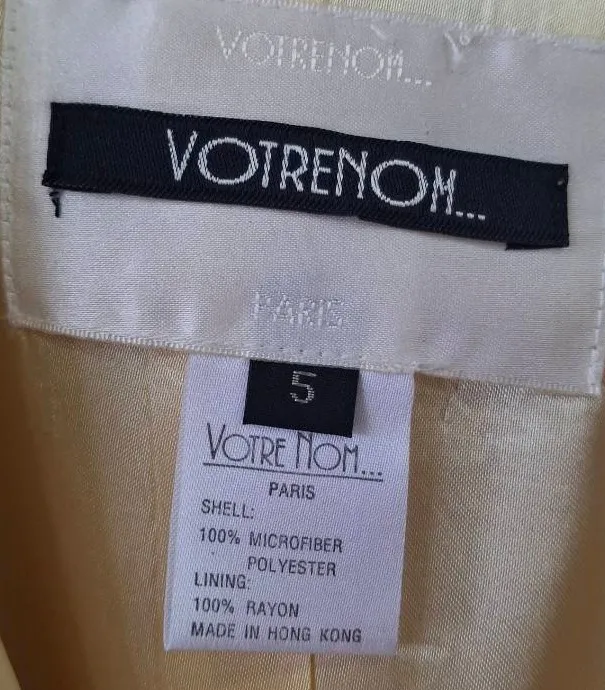 VOTRENOM...
VOTRENOM...
PARIS
5
VOTRE NOM...
PARIS
SHELL:
100% MICROFIBER
POLYESTER
LINING:
100% RAYON
MADE IN HONG KONG